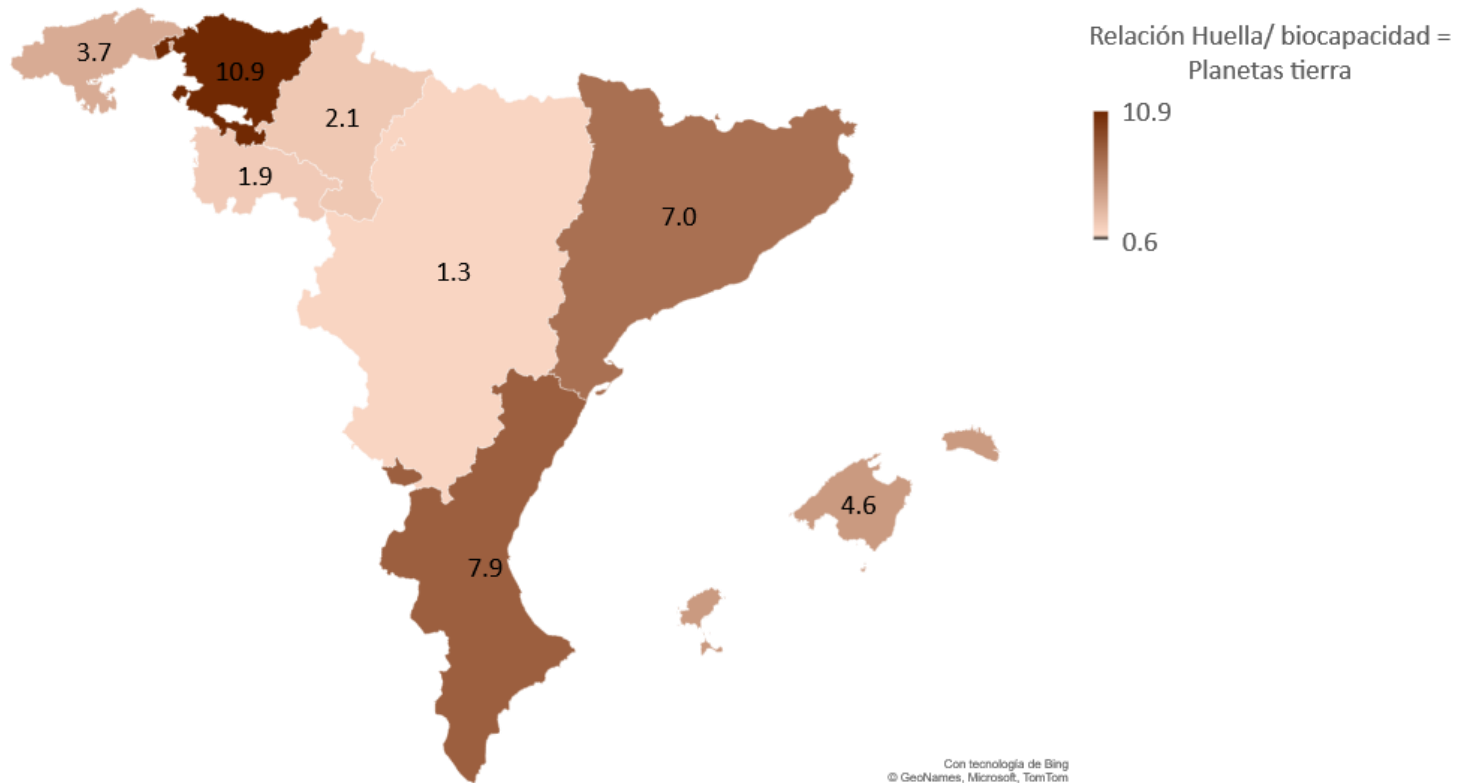 3.7
10.9
2.1
1.9
7.0
1.3
4.6
7.9
Relación Huella/ biocapacidad =
Planetas tierra
10.9
0.6
Con tecnología de Bing
© GeoNames, Microsoft, TomTom